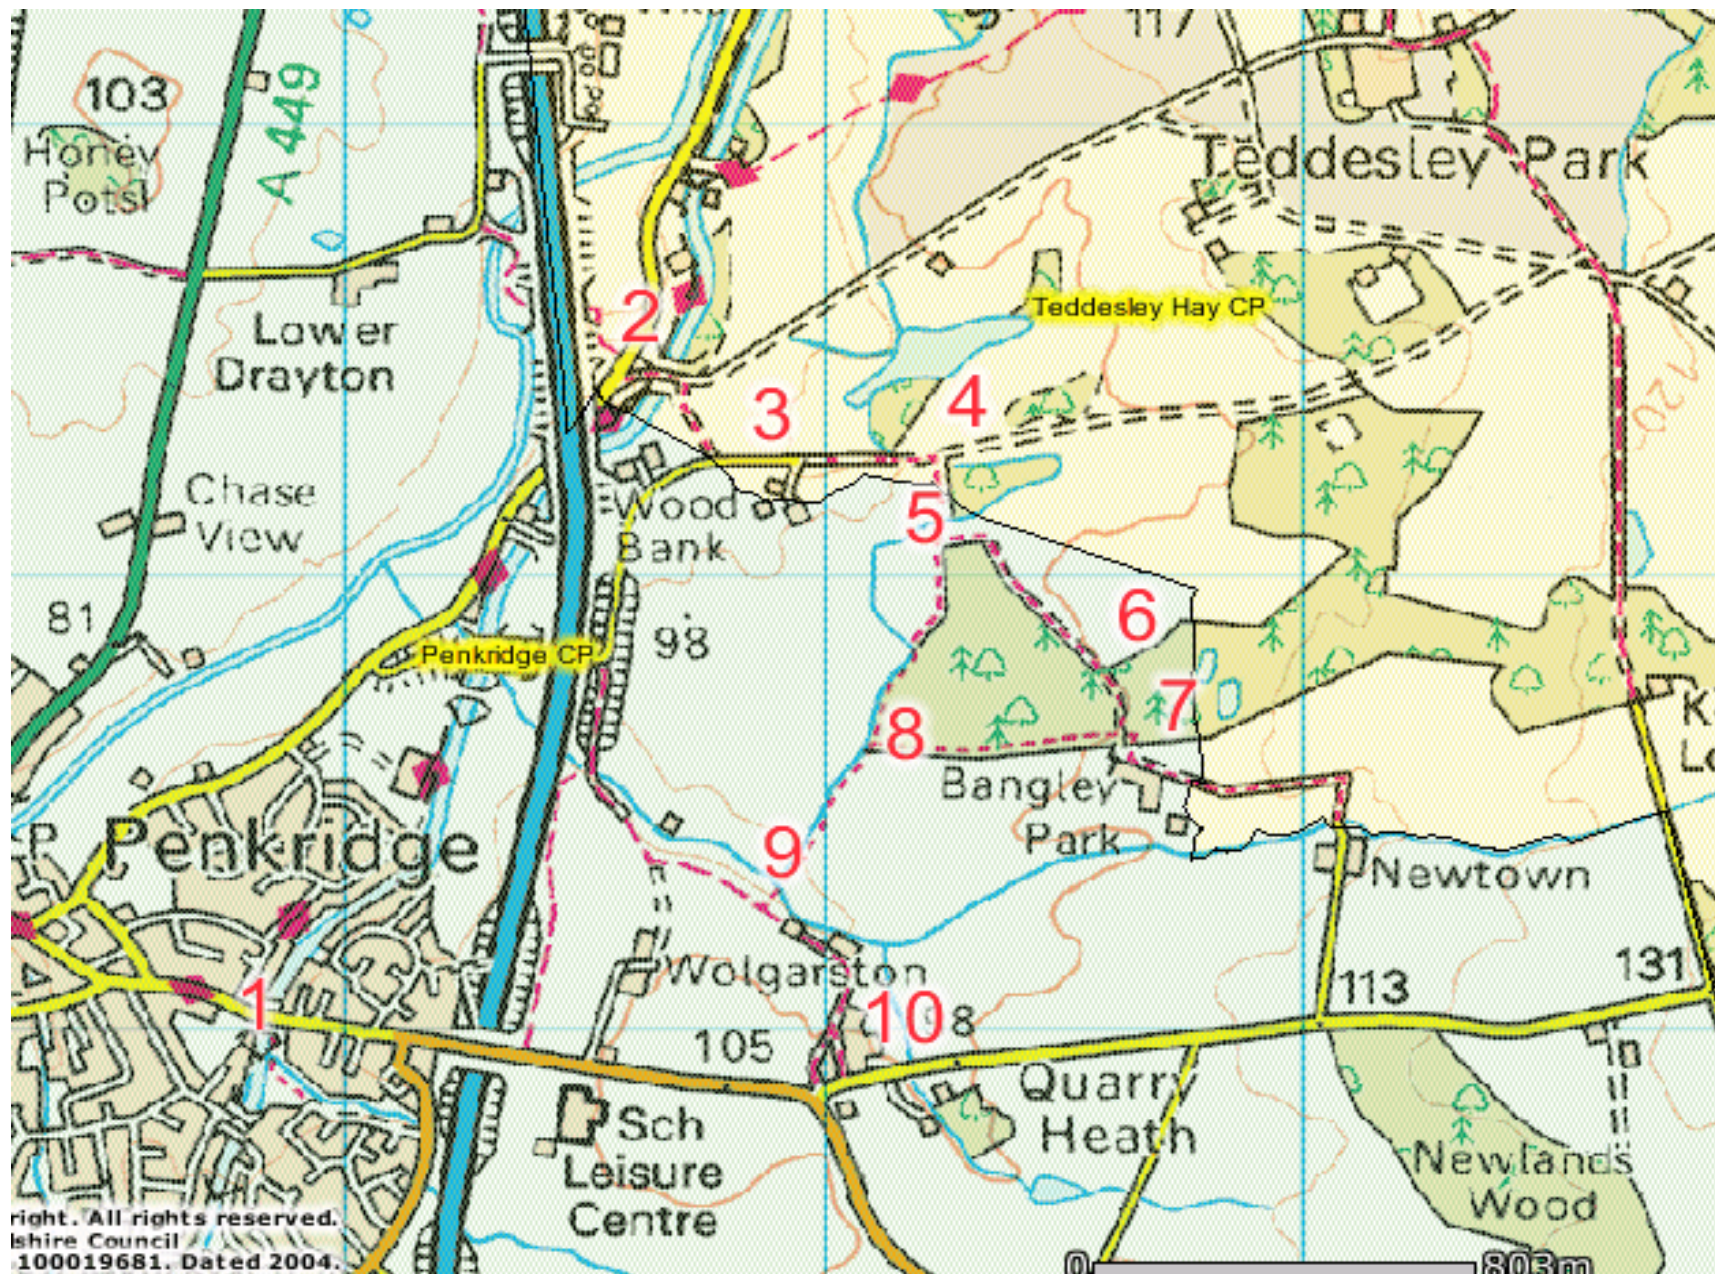 117
103
A 449
Honey
Potsl
Teddesley Park
2
Teddesley Hay CP
Lower
Drayton
3
4
120
Chase
View
Wood
Bank
5
81
98
6
Penkridge CP
7
8
Bangley
Park
P
Penkridge
9
Newtown
Wolgarston
113
131
1
10
8
105
Quarry
Heath
Sch
Leisure
Centre
Newlands
Wood
right. All rights reserved.
shire Council
100019681. Dated 2004.
0
803m